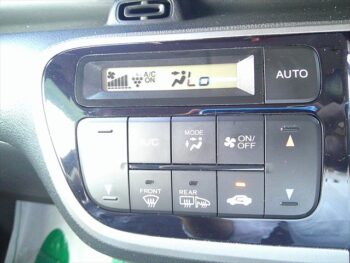 A/C
ON
Lo
AUTO
A/C
MODE
ON/
OFF
FRONT
REAR